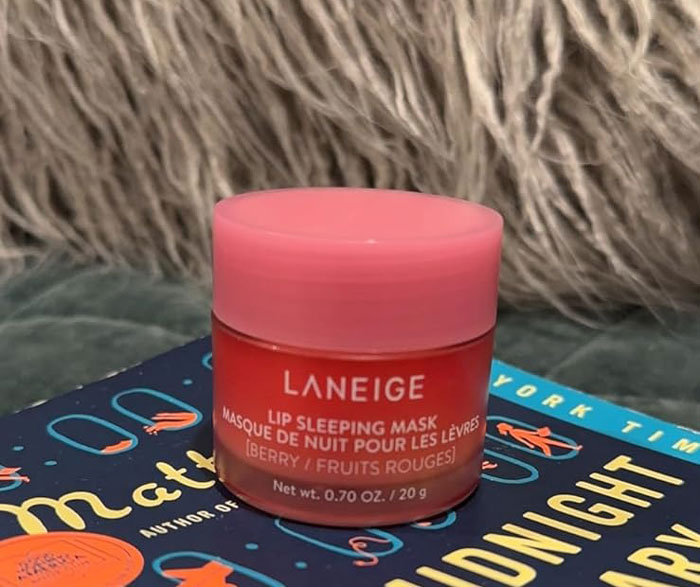 LANEIGE
LIP SLEEPING MASK
MASQUE DE NUIT POUR LES LÈVRES
[BERRY / FRUITS ROUGES]
Net wt. 0.70 OZ. / 20 g
YORK TIM
Matt
AUTHOR OF